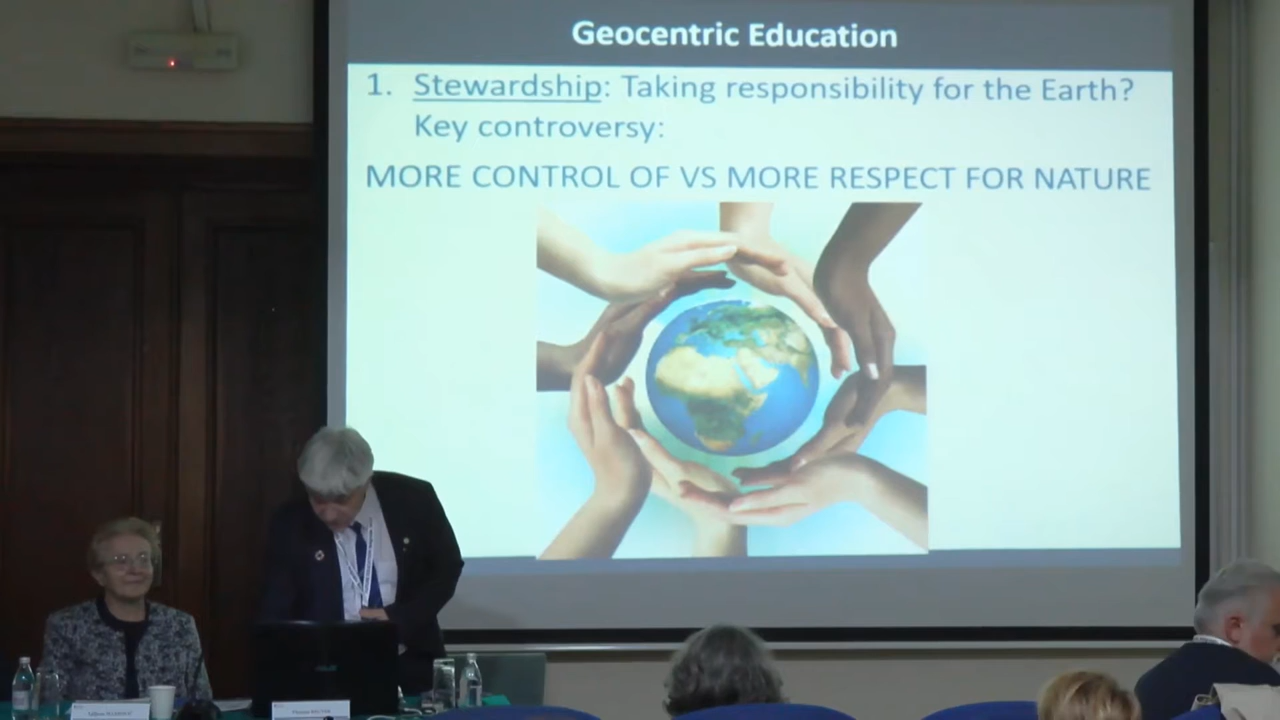 Geocentric Education
1. Stewardship: Taking responsibility for the Earth?
Key controversy:
MORE CONTROL OF VS MORE RESPECT FOR NATURE